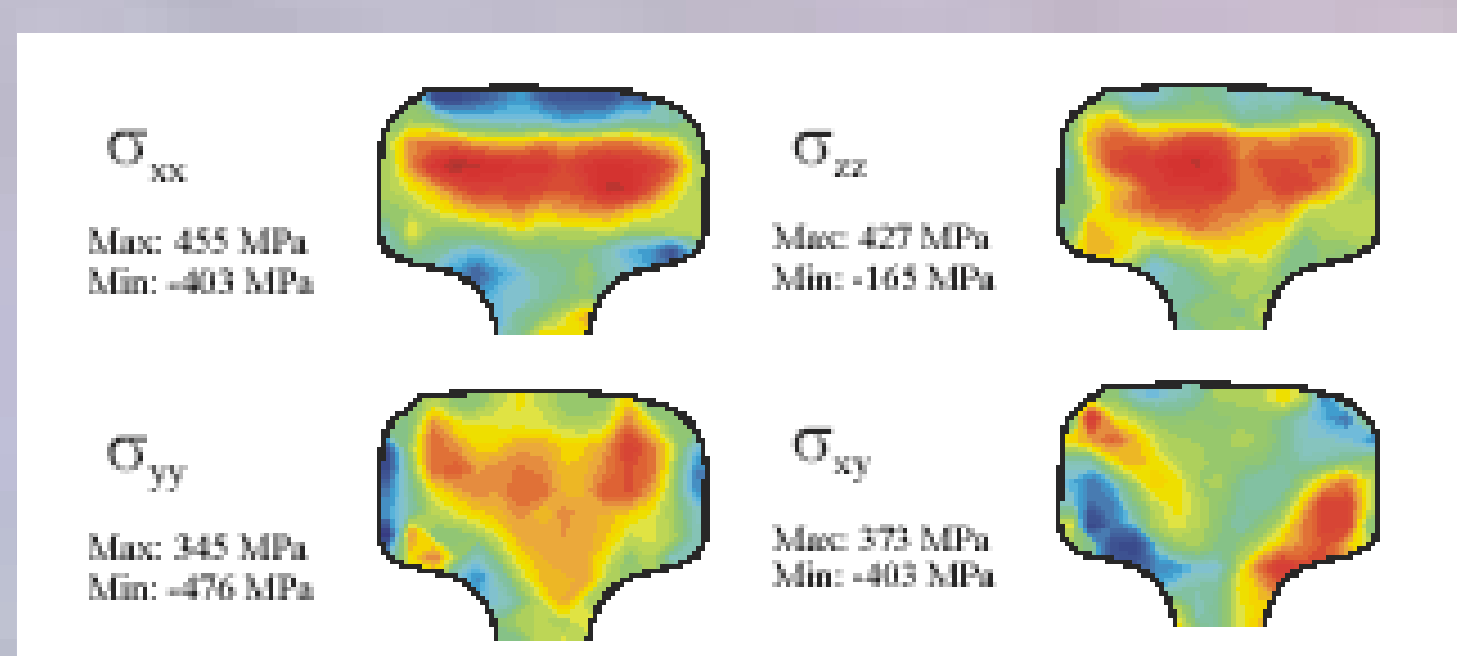 σxx
Max: 455 MPa
Min: -403 MPa
σzz
Max: 427 MPa
Min: -165 MPa
σyy
Max: 345 MPa
Min: -476 MPa
σxy
Max: 373 MPa
Min: -403 MPa